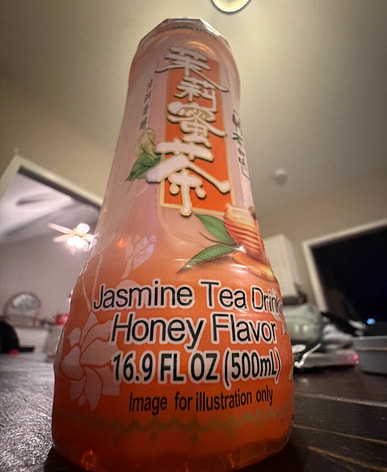 茉莉蜜茶
Jasmine Tea Drink
Honey Flavor
16.9 FL OZ (500mL)
Image for illustration only